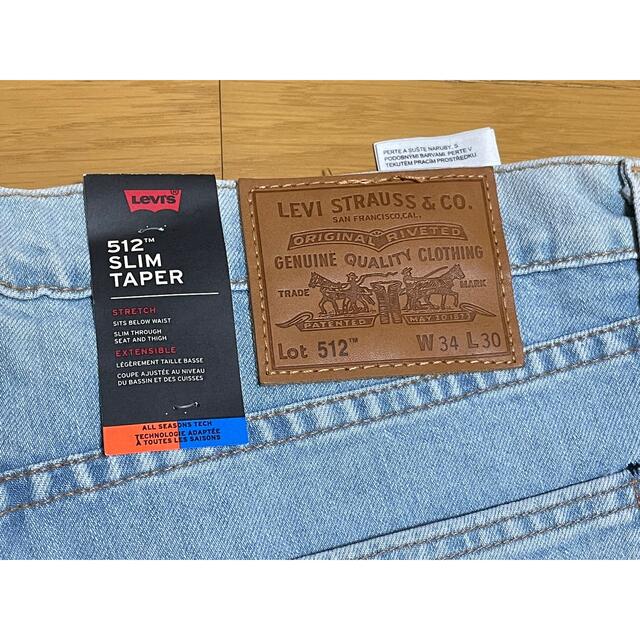 PERTE A SUŠTE NARUBY, S
PODOBNÝMI BARVAMI. PERTE V
TEKUTÉM PRACÍM PROSTŘEDKU.
LEVI'S
512™
SLIM
TAPER
STRETCH
SITS BELOW WAIST
SLIM THROUGH
SEAT AND THIGH
EXTENSIBLE
LÉGÈREMENT TAILLE BASSE
COUPE AJUSTÉE AU NIVEAU
DU BASSIN ET DES CUISSES
ALL SEASONS TECH
TECHNOLOGIE ADAPTÉE
À TOUTES LES SAISONS
LEVI STRAUSS & CO.
SAN FRANCISCO, CAL.
ORIGINAL RIVETED
GENUINE QUALITY CLOTHING
TRADE MARK
PATENTED MAY 20 1873
Lot 512™ W 34 L 30